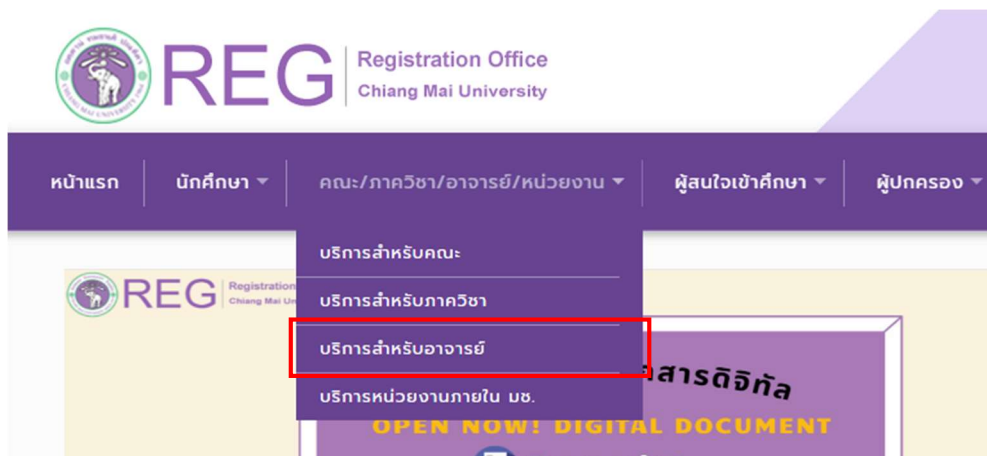 REG
Registration Office
Chiang Mai University
หน้าแรก
นักศึกษา
คณะ/ภาควิชา/อาจารย์/หน่วยงาน
ผู้สนใจเข้าศึกษา
ผู้ปกครอง
บริการสำหรับคณะ
บริการสำหรับภาควิชา
บริการสำหรับอาจารย์
บริการหน่วยงานภายใน มช.
REG
Registration
Chiang Mai
สารดิจิทัล
OPEN NOW! DIGITAL DOCUMENT